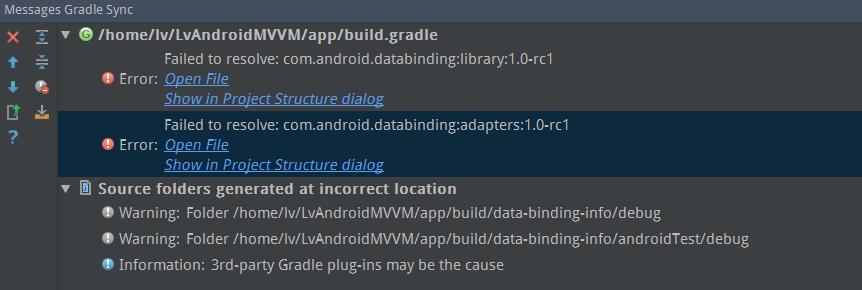 Messages Gradle Sync
/home/lv/LvAndroidMVVM/app/build.gradle
Failed to resolve: com.android.databinding:library:1.0-rc1
Error: Open File
Show in Project Structure dialog
Failed to resolve: com.android.databinding:adapters:1.0-rc1
Error: Open File
Show in Project Structure dialog
Source folders generated at incorrect location
Warning: Folder /home/lv/LvAndroidMVVM/app/build/data-binding-info/debug
Warning: Folder /home/lv/LvAndroidMVVM/app/build/data-binding-info/androidTest/debug
Information: 3rd-party Gradle plug-ins may be the cause